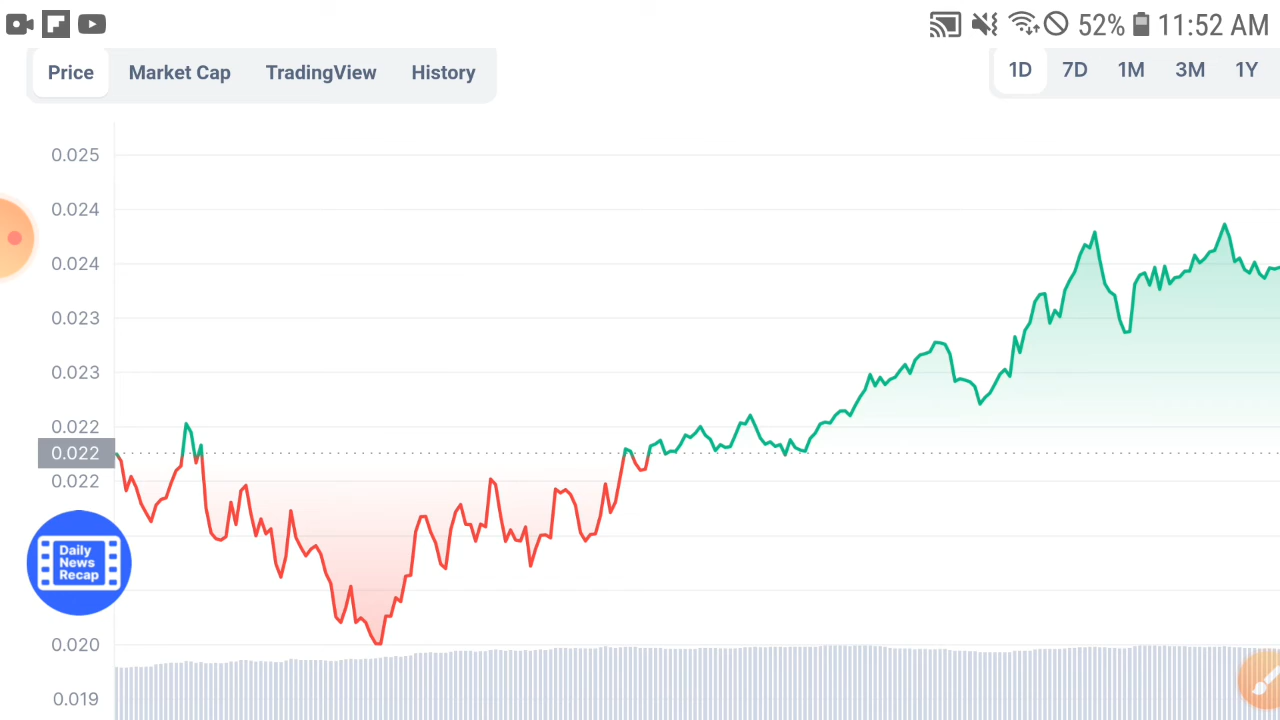 52% 11:52 AM
Price Market Cap TradingView History
1D 7D 1M 3M 1Y
0.025
0.024
0.024
0.023
0.023
0.022
0.022
0.022
Daily
News
Recap
0.020
0.019